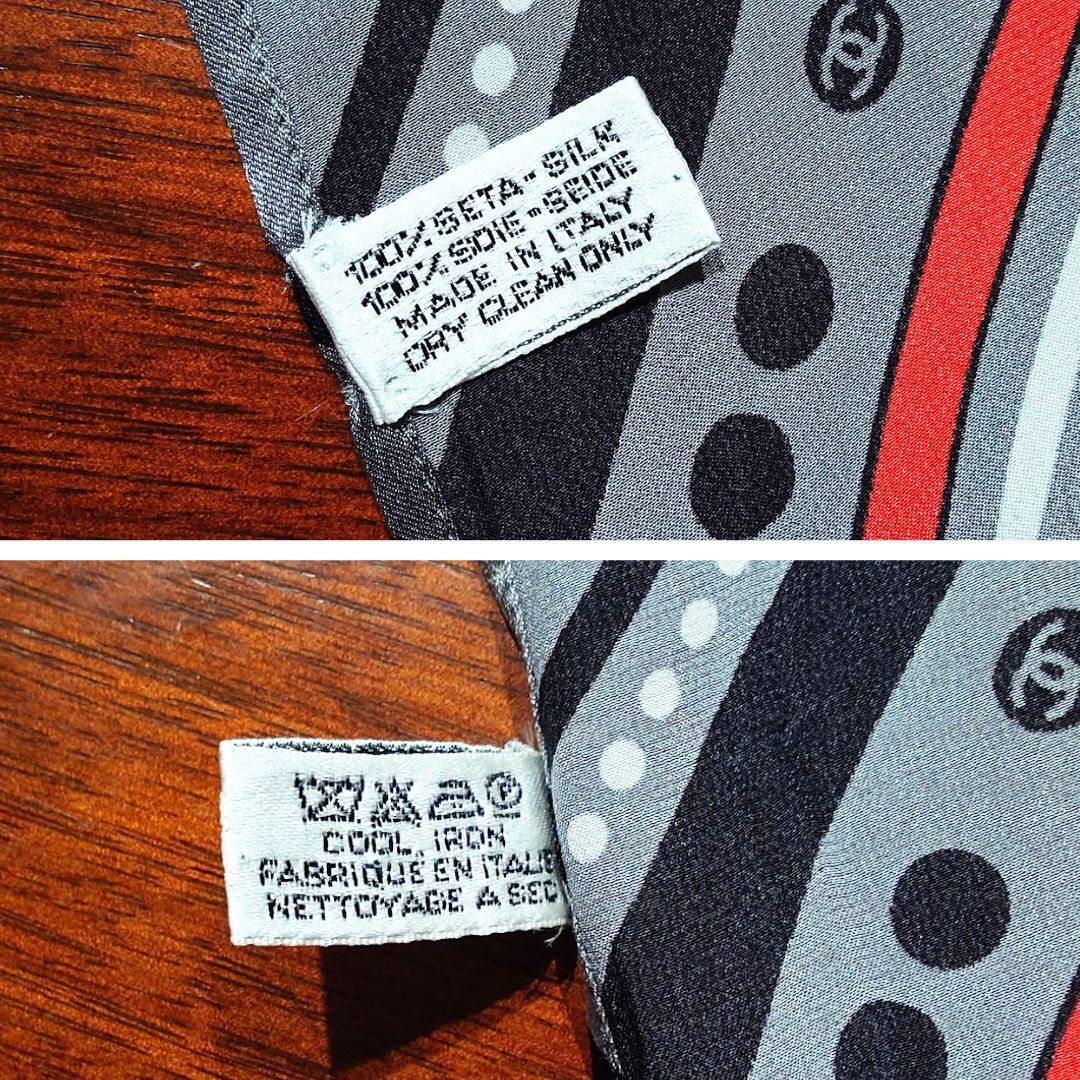 100% SETA-SILK
100% SOIE-SEIDE
MADE IN ITALY
DRY CLEAN ONLY
P
COOL, IRON
FABRIQUE EN ITALIE
NETTOYAGE A SEC